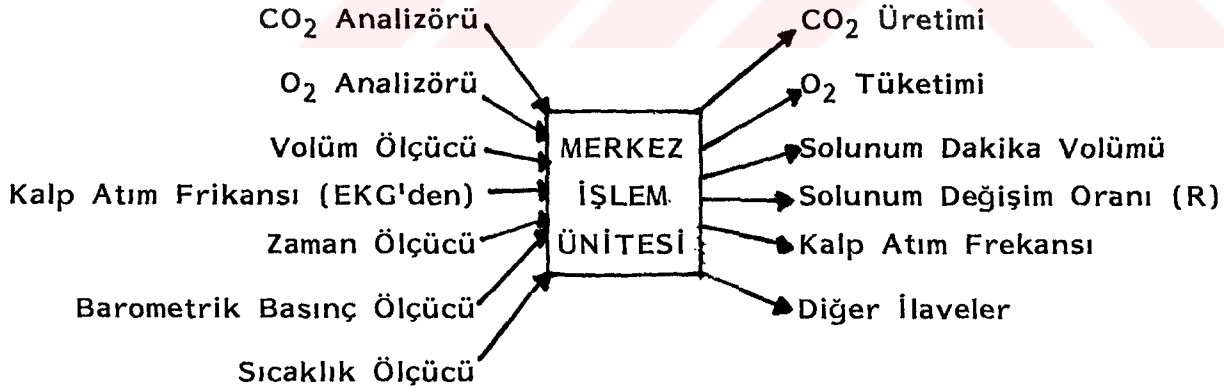 CO₂ Analizörü
O₂ Analizörü
Volüm Ölçücü
Kalp Atım Frikansı (EKG'den)
Zaman Ölçücü
Barometrik Basınç Ölçücü
Sıcaklık Ölçücü
MERKEZ
İŞLEM
ÜNİTESİ
CO₂ Üretimi
O₂ Tüketimi
Solunum Dakika Volümü
Solunum Değişim Oranı (R)
Kalp Atım Frekansı
Diğer İlaveler